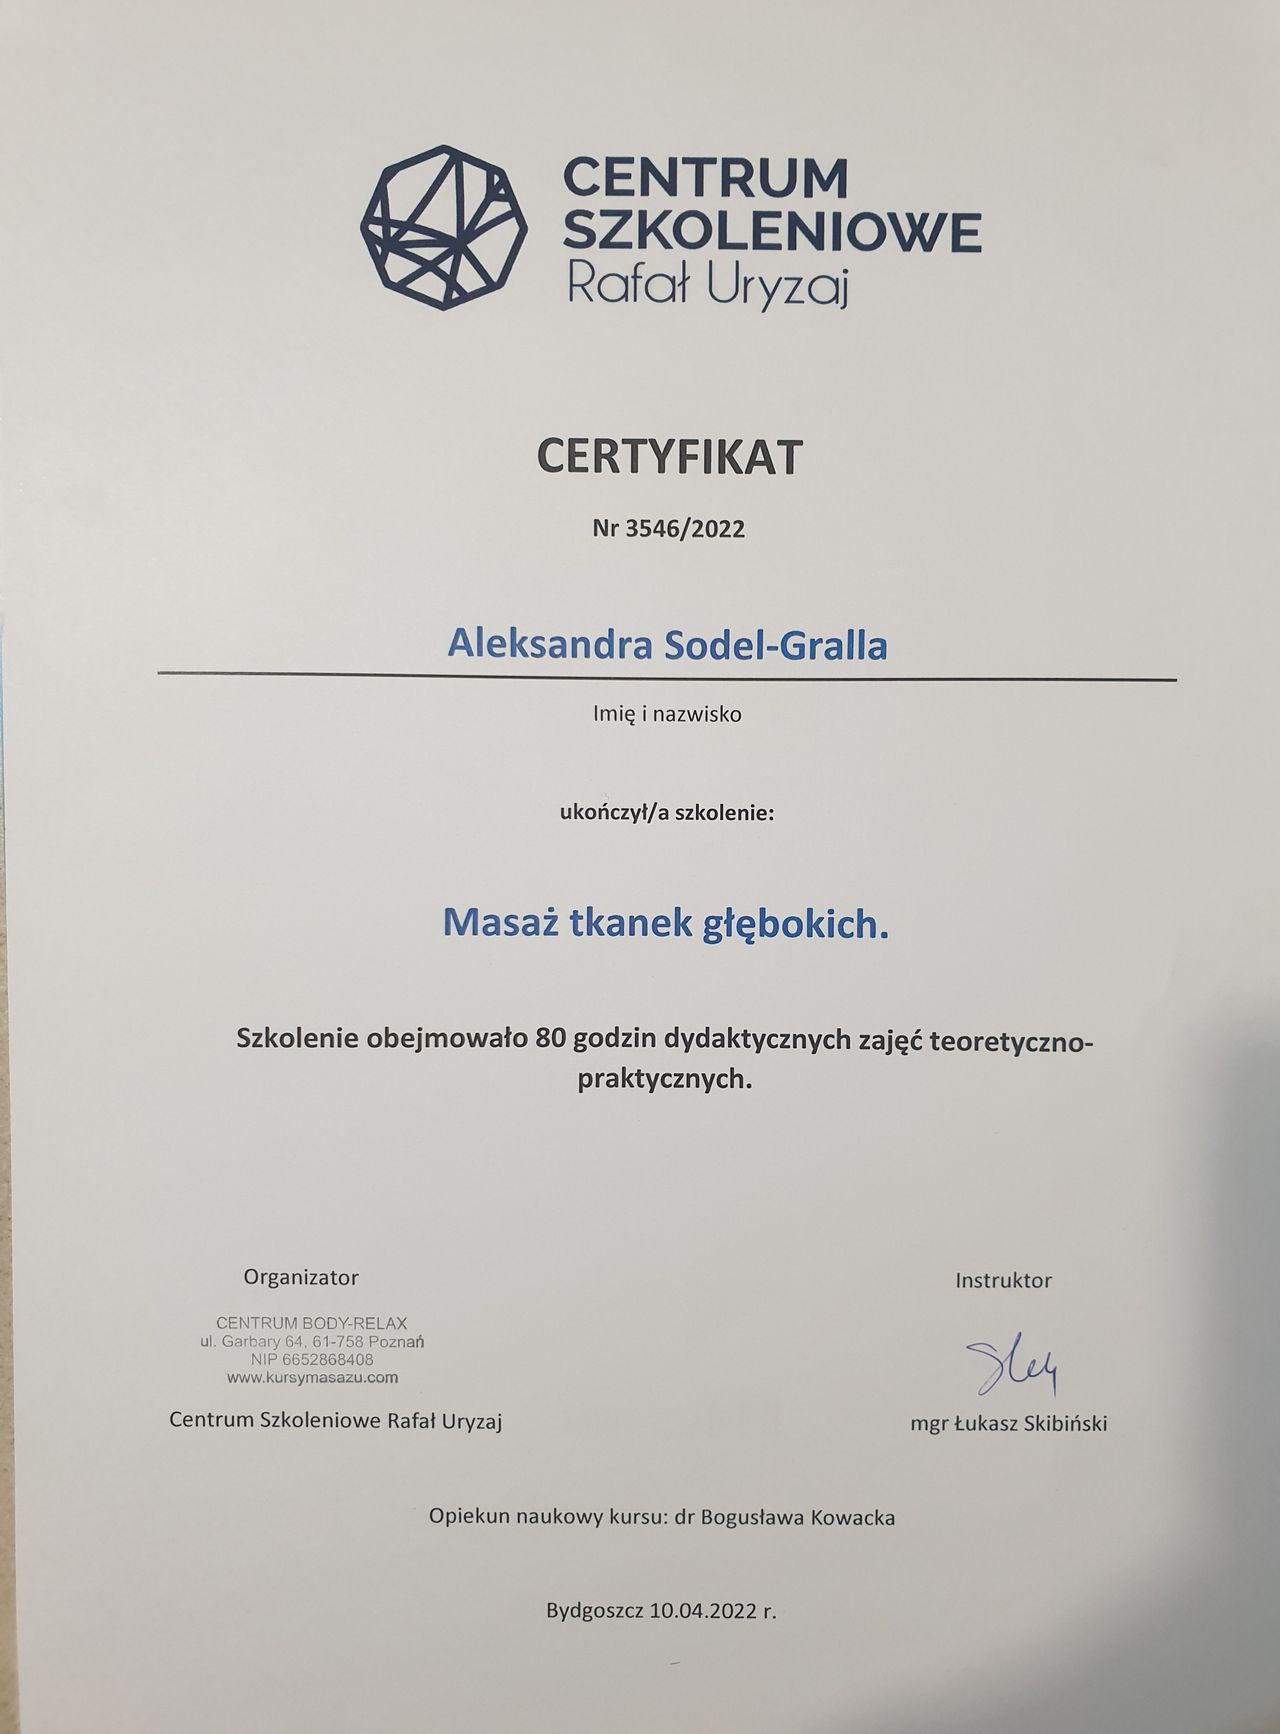 CENTRUM
SZKOLENIOWE
Rafał Uryzaj
CERTYFIKAT
Nr 3546/2022
Aleksandra Sodel-Gralla
Imię i nazwisko
ukończył/a szkolenie:
Masaż tkanek głębokich.
Szkolenie obejmowało 80 godzin dydaktycznych zajęć teoretyczno-
praktycznych.
Organizator
CENTRUM BODY-RELAX
ul. Garbary 64, 61-758 Poznań
NIP 6652868408
www.kursymasazu.com
Centrum Szkoleniowe Rafał Uryzaj
Instruktor
mgr Łukasz Skibiński
Opiekun naukowy kursu: dr Bogusława Kowacka
Bydgoszcz 10.04.2022 r.